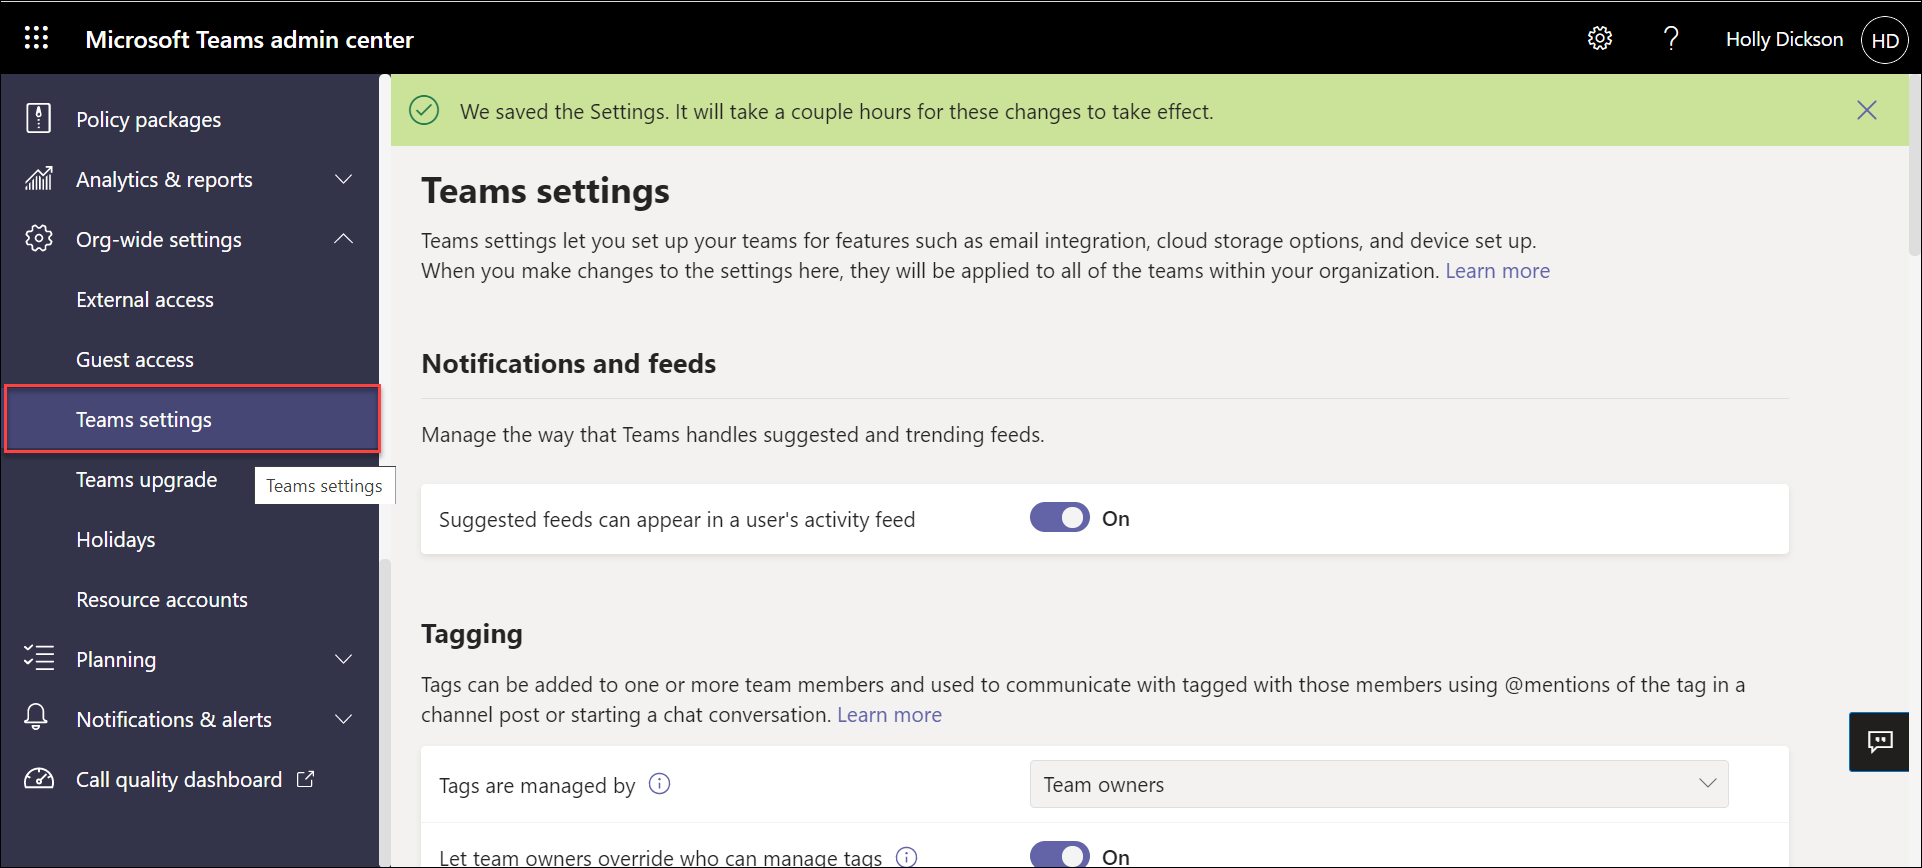 Microsoft Teams admin center
Holly Dickson
HD
Policy packages
Analytics & reports
Org-wide settings
External access
Guest access
Teams settings
Teams upgrade
Teams settings
Holidays
Resource accounts
Planning
Notifications & alerts
Call quality dashboard
We saved the Settings. It will take a couple hours for these changes to take effect.
Teams settings
Teams settings let you set up your teams for features such as email integration, cloud storage options, and device set up.
When you make changes to the settings here, they will be applied to all of the teams within your organization. Learn more
Notifications and feeds
Manage the way that Teams handles suggested and trending feeds.
Suggested feeds can appear in a user's activity feed
On
Tagging
Tags can be added to one or more team members and used to communicate with tagged with those members using @mentions of the tag in a
channel post or starting a chat conversation. Learn more
Tags are managed by
Team owners
Let team owners override who can manage tags
On